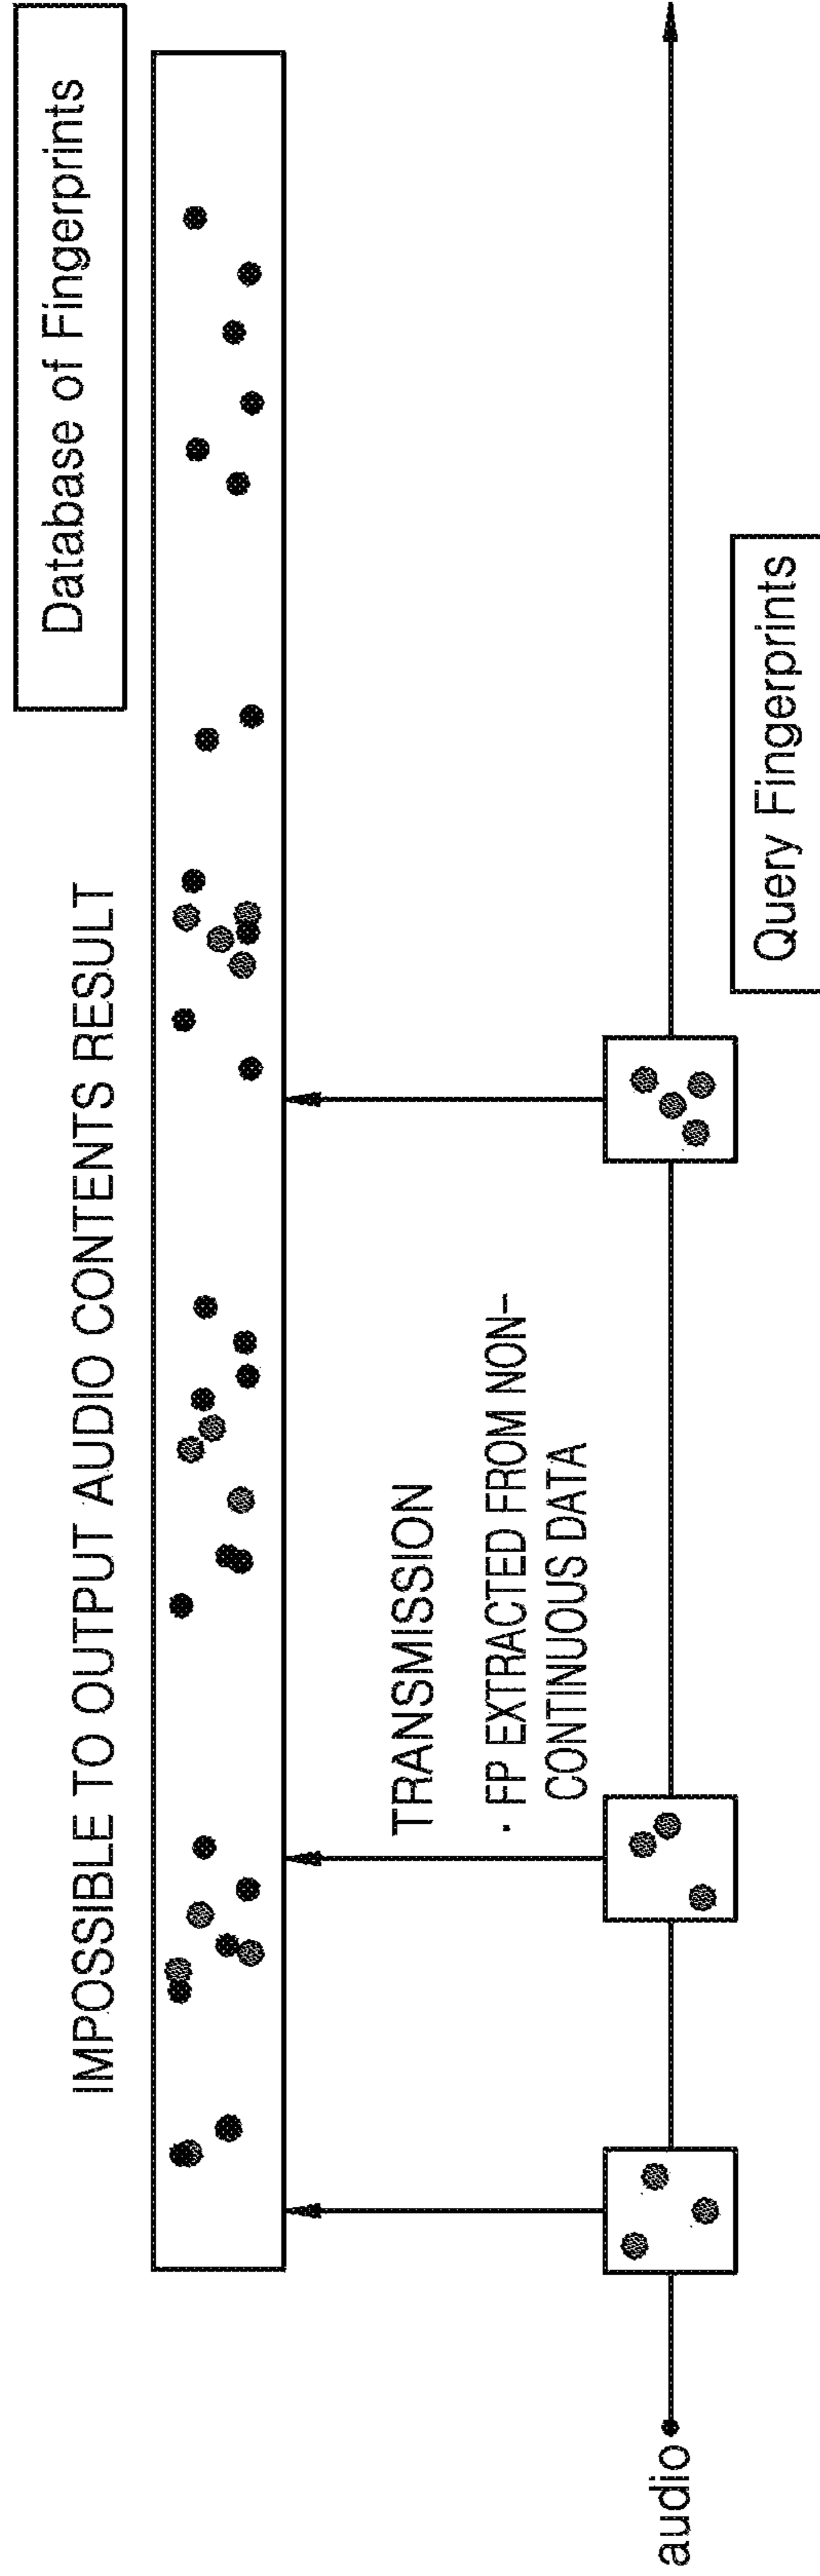 Database of Fingerprints
IMPOSSIBLE TO OUTPUT AUDIO CONTENTS RESULT
TRANSMISSION
· FP EXTRACTED FROM NON-
CONTINUOUS DATA
audio
Query Fingerprints